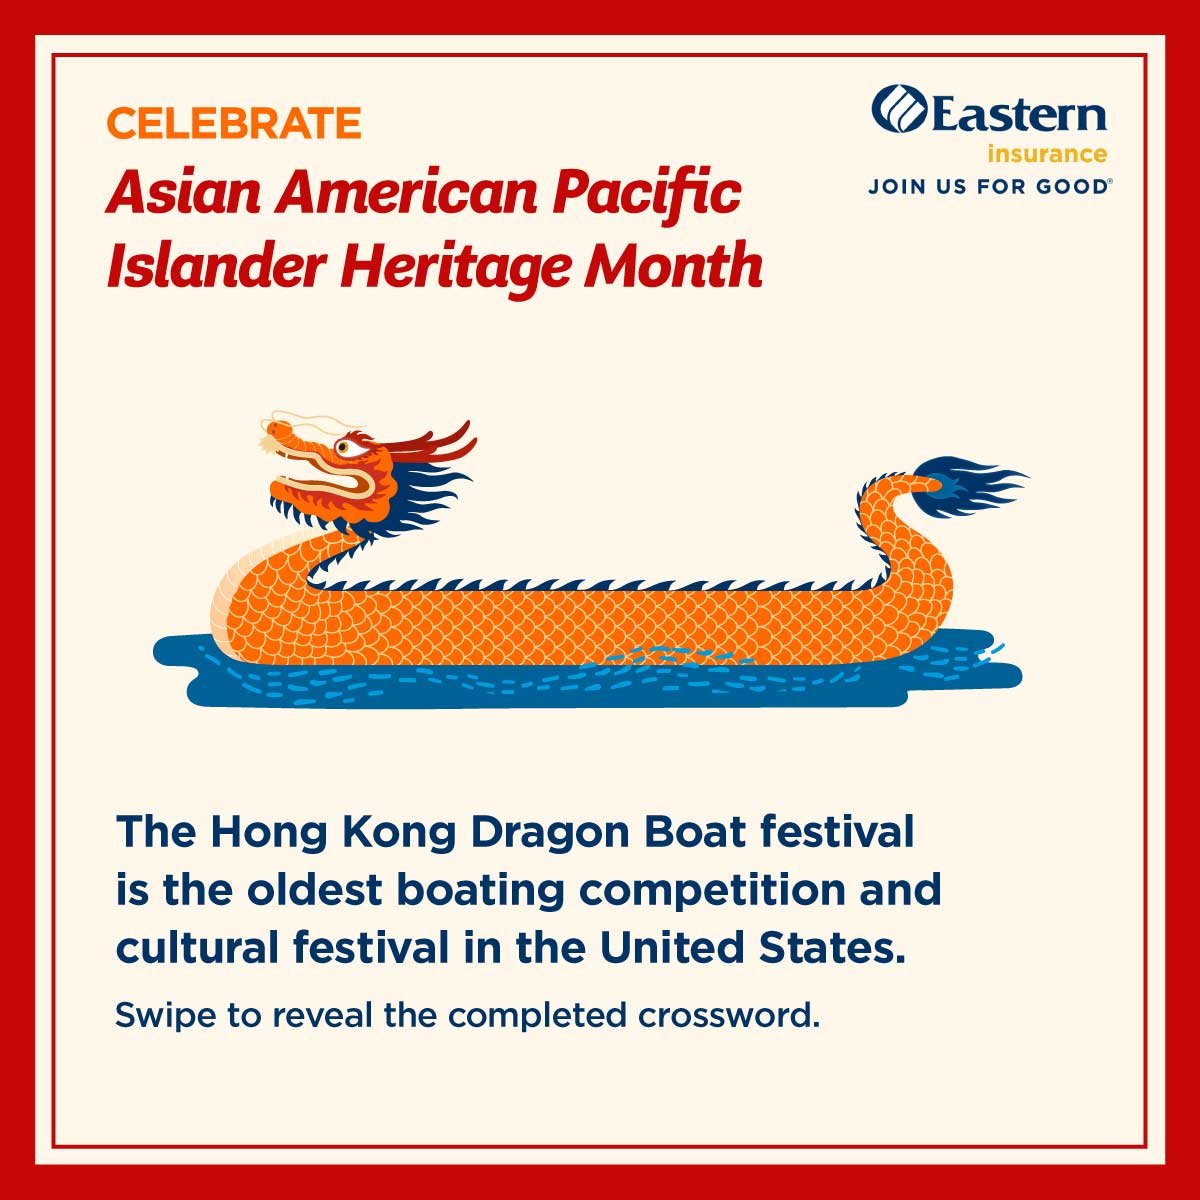 CELEBRATE
Asian American Pacific
Islander Heritage Month
Eastern
insurance
JOIN US FOR GOOD®
The Hong Kong Dragon Boat festival
is the oldest boating competition and
cultural festival in the United States.
Swipe to reveal the completed crossword.